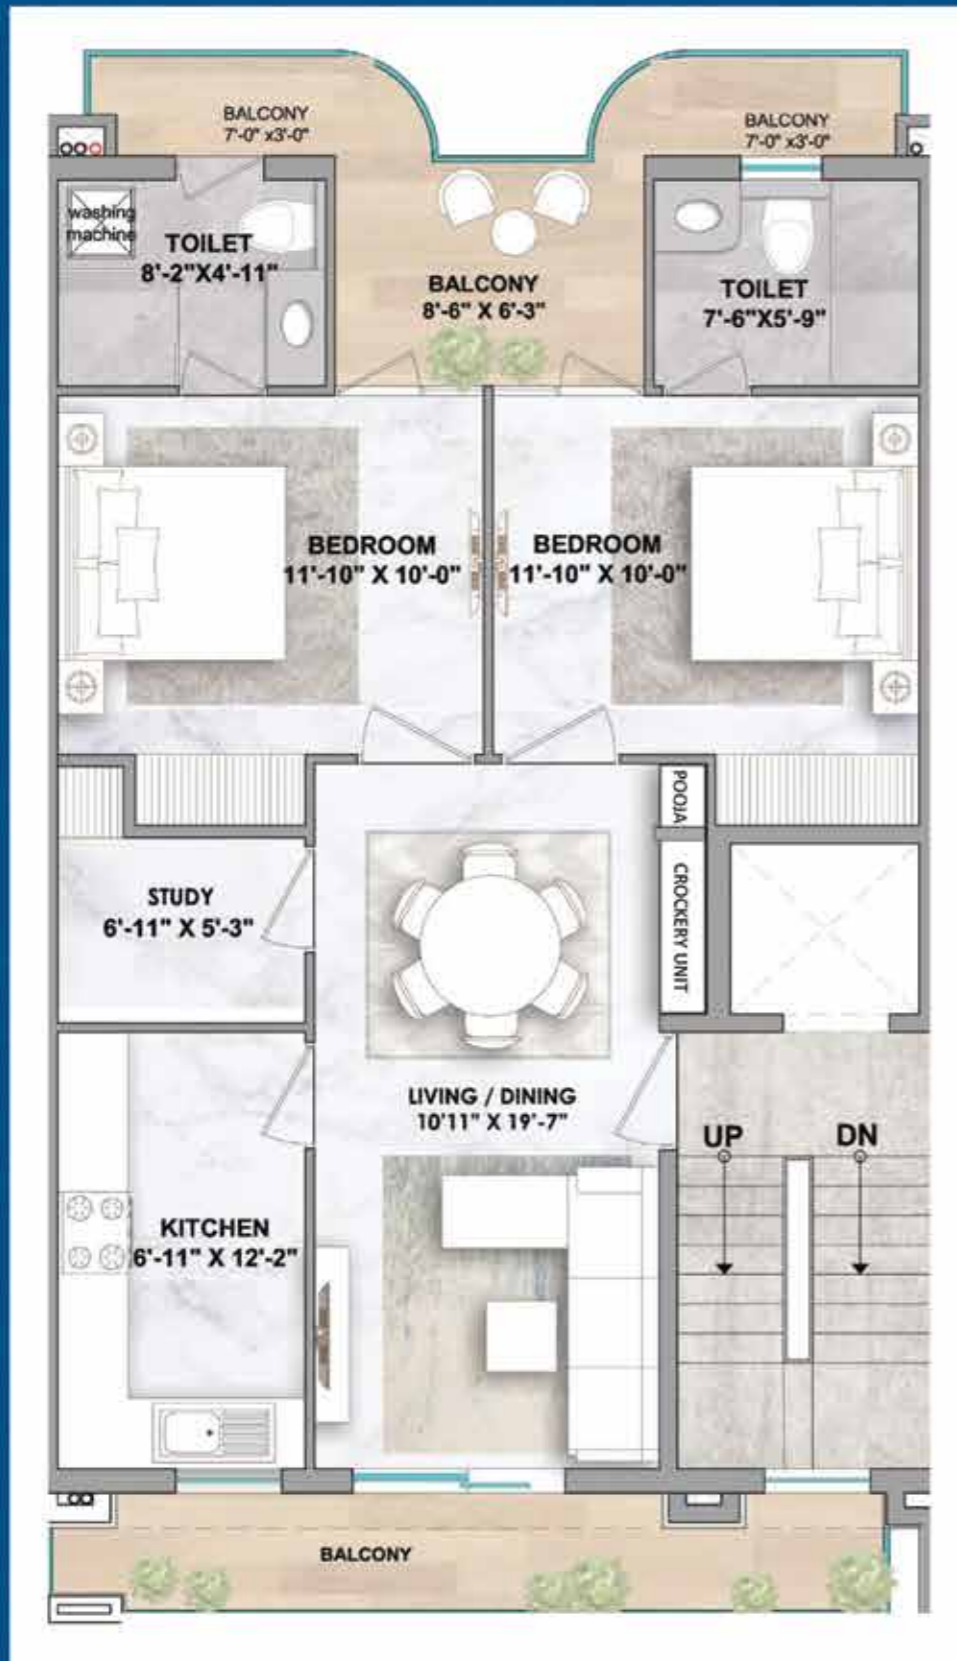 BALCONY
7'-0" x3'-0"
BALCONY
7'-0" x3'-0"
washing
machine
TOILET
8'-2"X4'-11"
BALCONY
8'-6" X 6'-3"
TOILET
7'-6"X5'-9"
BEDROOM
11'-10" X 10'-0"
BEDROOM
11'-10" X 10'-0"
POOJA
STUDY
6'-11" X 5'-3"
CROCKERY UNIT
LIVING / DINING
10'11" X 19'-7"
UP
DN
KITCHEN
6'-11" X 12'-2"
BALCONY